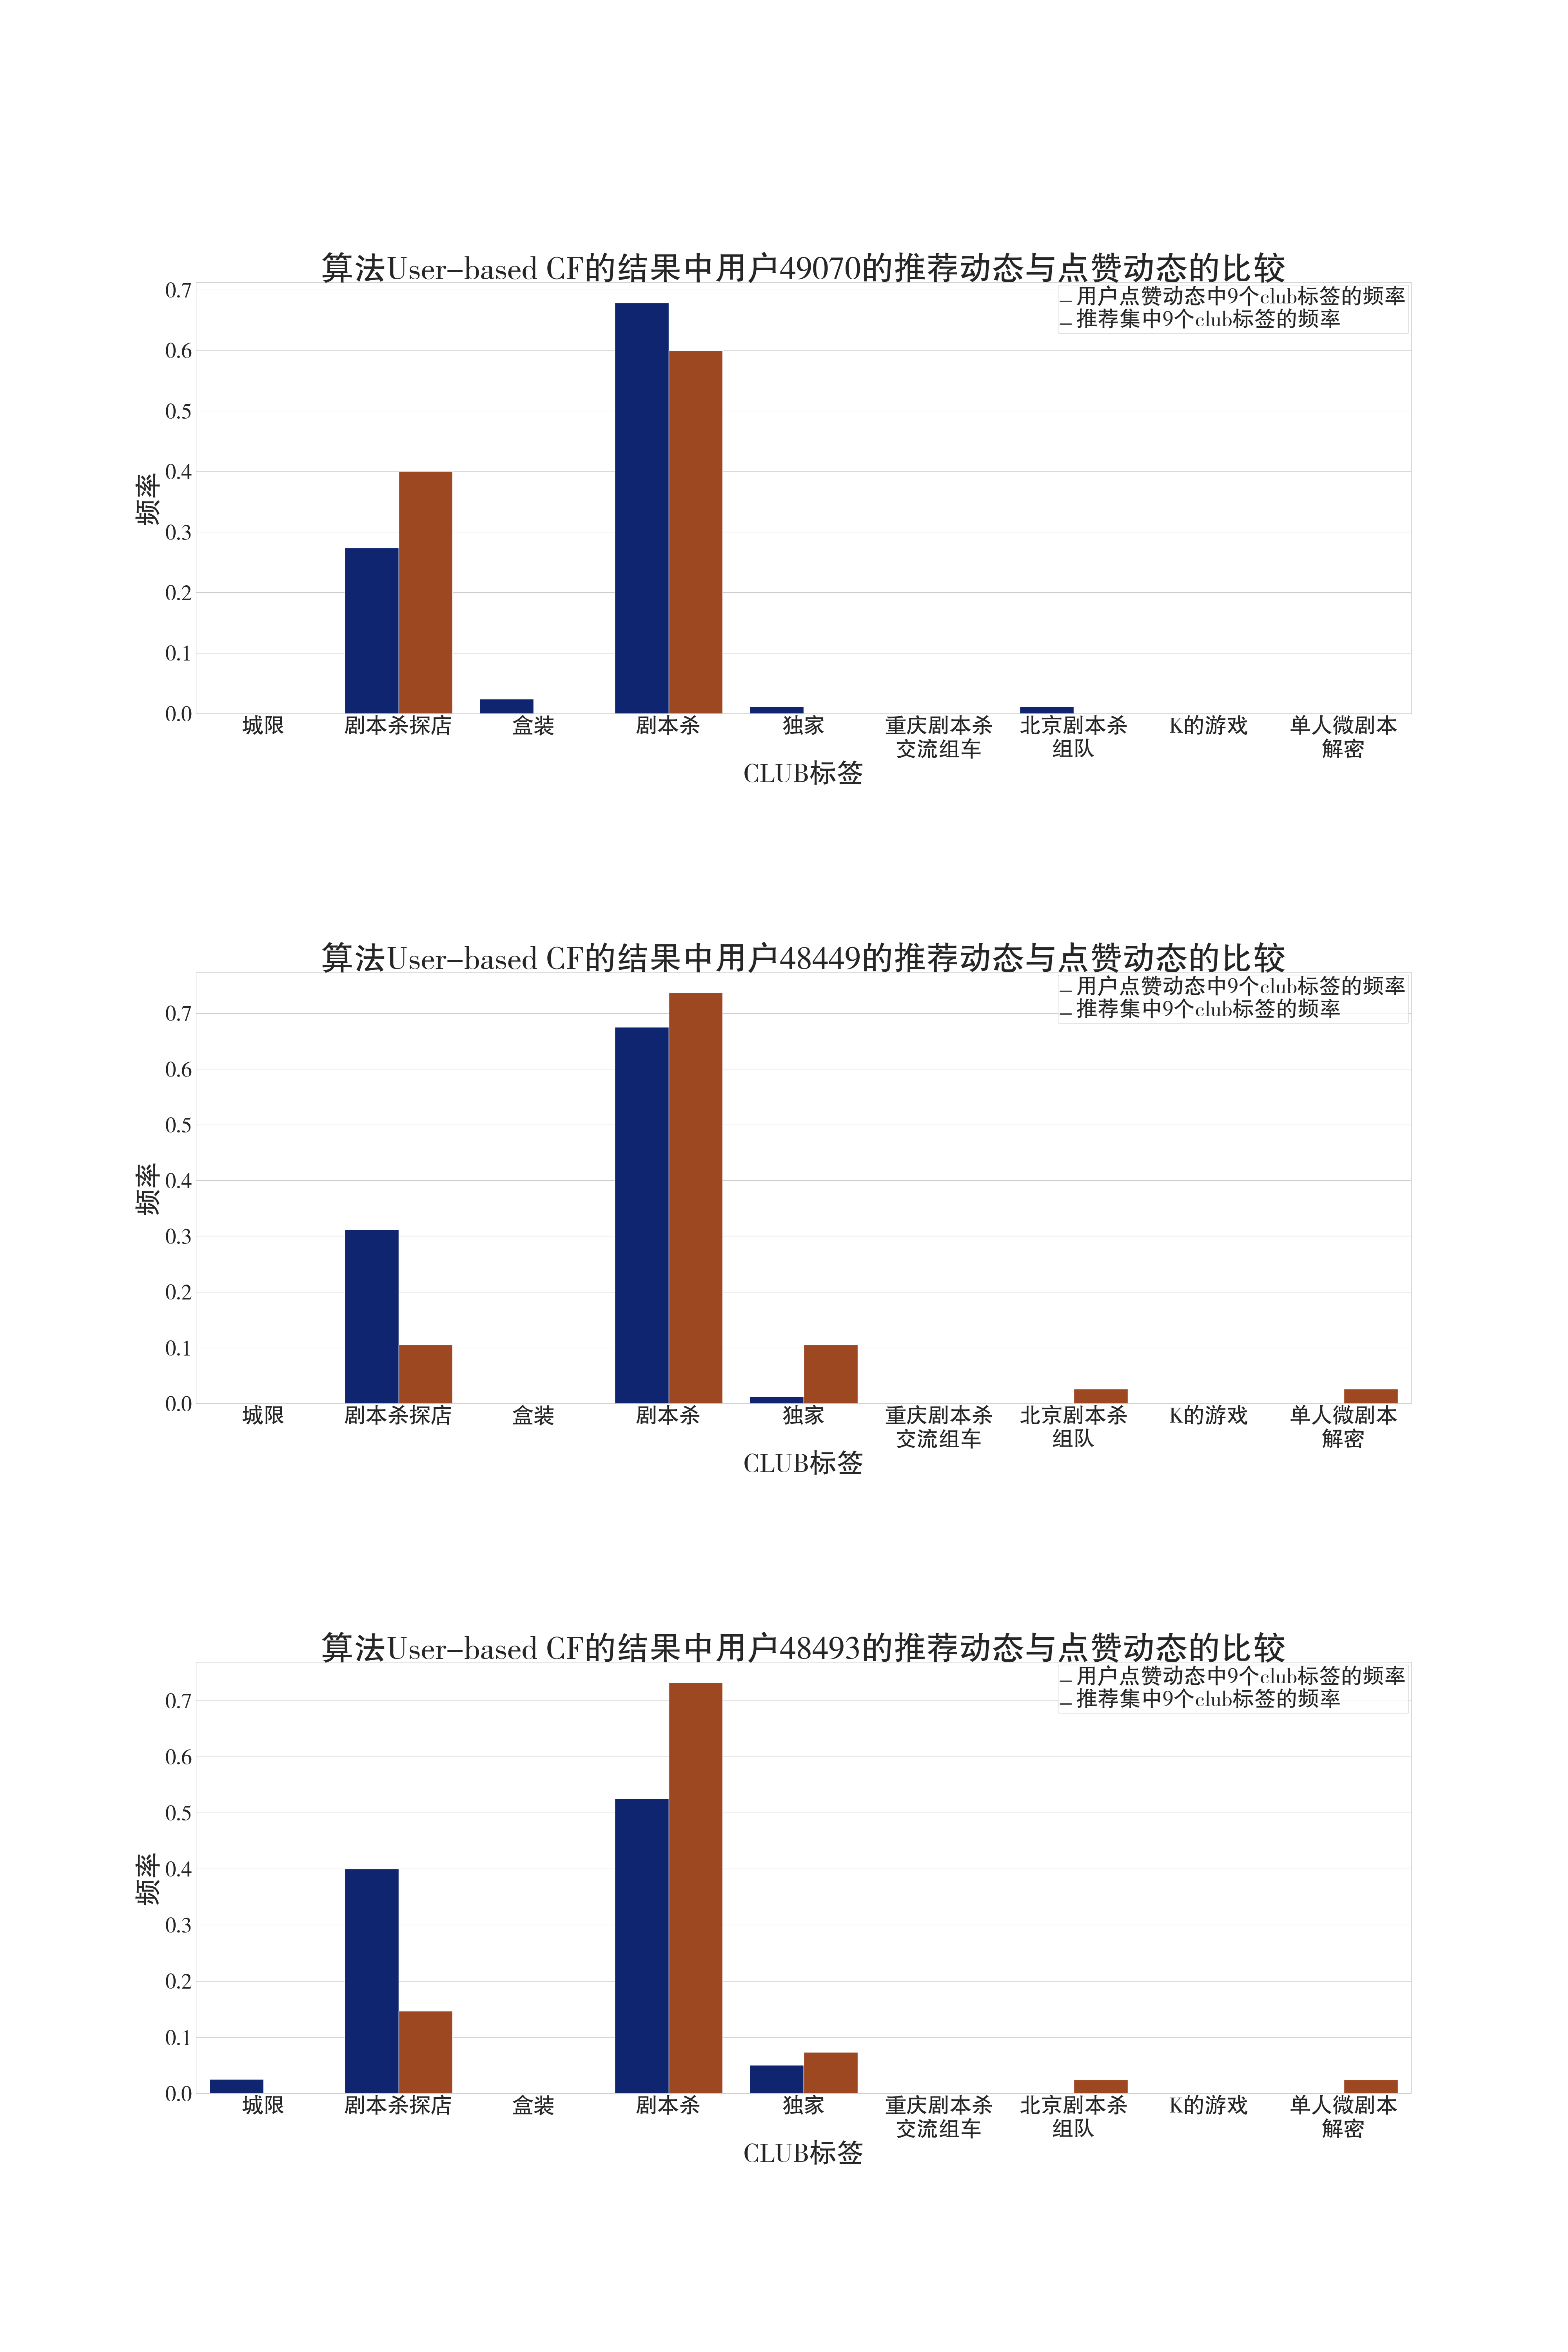 算法User-based CF的结果中用户49070的推荐动态与点赞动态的比较
用户点赞动态中9个club标签的频率
推荐集中9个club标签的频率
0.7
0.6
0.5
0.4
0.3
0.2
0.1
0.0
频率
城限
剧本杀探店
盒装
剧本杀
独家
重庆剧本杀
交流组车
北京剧本杀
组队
K的游戏
单人微剧本
解密
CLUB标签
算法User-based CF的结果中用户48449的推荐动态与点赞动态的比较
用户点赞动态中9个club标签的频率
推荐集中9个club标签的频率
0.7
0.6
0.5
0.4
0.3
0.2
0.1
0.0
频率
城限
剧本杀探店
盒装
剧本杀
独家
重庆剧本杀
交流组车
北京剧本杀
组队
K的游戏
单人微剧本
解密
CLUB标签
算法User-based CF的结果中用户48493的推荐动态与点赞动态的比较
用户点赞动态中9个club标签的频率
推荐集中9个club标签的频率
0.7
0.6
0.5
0.4
0.3
0.2
0.1
0.0
频率
城限
剧本杀探店
盒装
剧本杀
独家
重庆剧本杀
交流组车
北京剧本杀
组队
K的游戏
单人微剧本
解密
CLUB标签